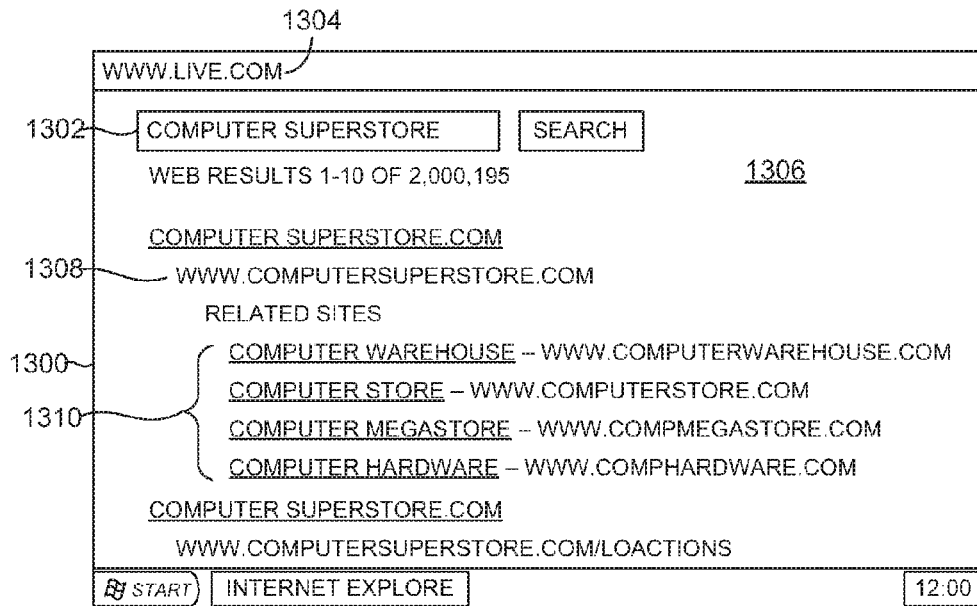 1304
WWW.LIVE.COM
1302 COMPUTER SUPERSTORE SEARCH
WEB RESULTS 1-10 OF 2,000,195 1306
COMPUTER SUPERSTORE.COM
1308 WWW.COMPUTERSUPERSTORE.COM
RELATED SITES
1300 COMPUTER WAREHOUSE – WWW.COMPUTERWAREHOUSE.COM
COMPUTER STORE – WWW.COMPUTERSTORE.COM
1310 COMPUTER MEGASTORE – WWW.COMPMEGASTORE.COM
COMPUTER HARDWARE – WWW.COMPHARDWARE.COM
COMPUTER SUPERSTORE.COM
WWW.COMPUTERSUPERSTORE.COM/LOACTIONS
START INTERNET EXPLORE 12:00